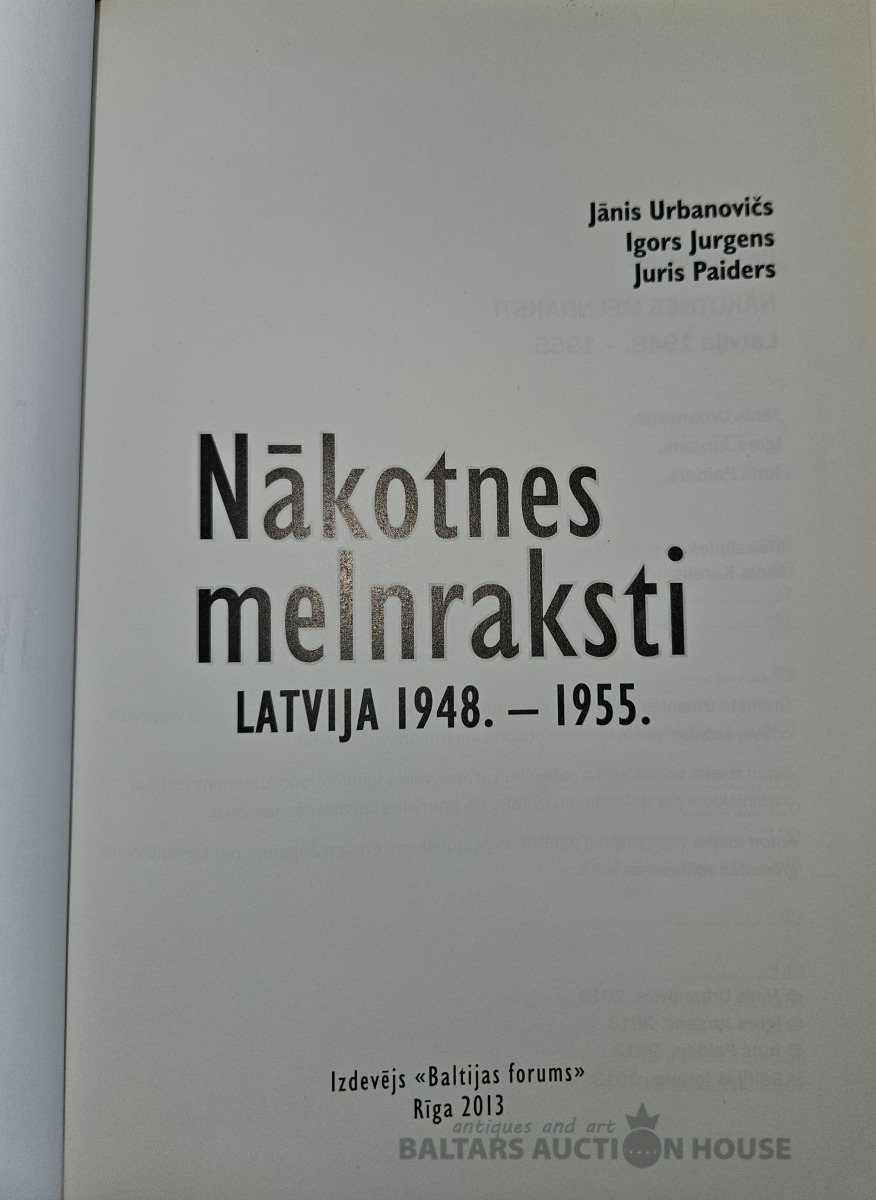 Jānis Urbanovičs
Igors Jurgens
Juris Paiders
Nākotnes
melnraksti
LATVIJA 1948. – 1955.
Izdevējs «Baltijas forums»
Rīga 2013
antiques and art
BALTARS AUCTION HOUSE